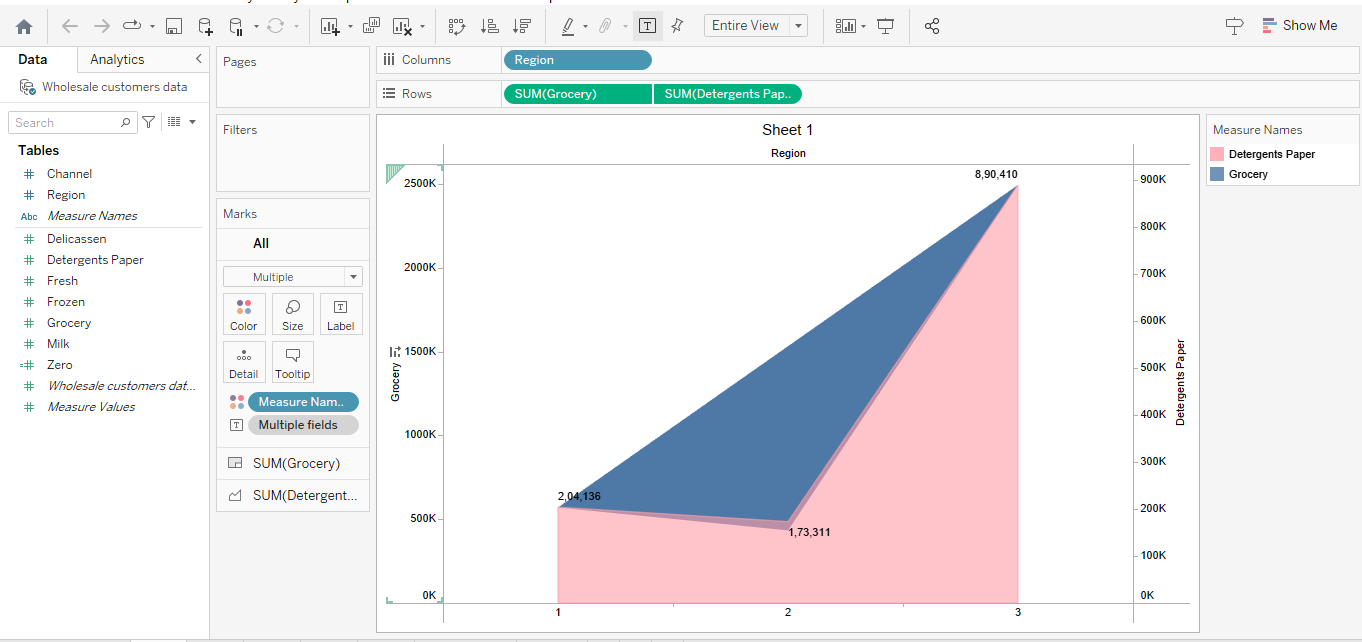 Entire View
Show Me
Data
Analytics
Wholesale customers data
Search
Tables
Channel
Region
Abc
Measure Names
Delicassen
Detergents Paper
Fresh
Frozen
Grocery
Milk
Zero
Wholesale customers dat...
Measure Values
Pages
Filters
Marks
All
Multiple
Color
Size
Label
Detail
Tooltip
Measure Nam..
Multiple fields
SUM(Grocery)
SUM(Detergent...
Columns
Region
Rows
SUM(Grocery)
SUM(Detergents Pap..
Sheet 1
Region
2500K
2000K
1500K
1000K
500K
0K
Grocery
8,90,410
2,04,136
1,73,311
1
2
3
900K
800K
700K
600K
500K
400K
300K
200K
100K
0K
Detergents Paper
Measure Names
Detergents Paper
Grocery